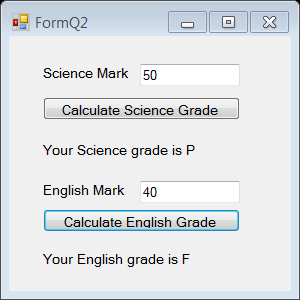 FormQ2
Science Mark 50
Calculate Science Grade
Your Science grade is P
English Mark 40
Calculate English Grade
Your English grade is F